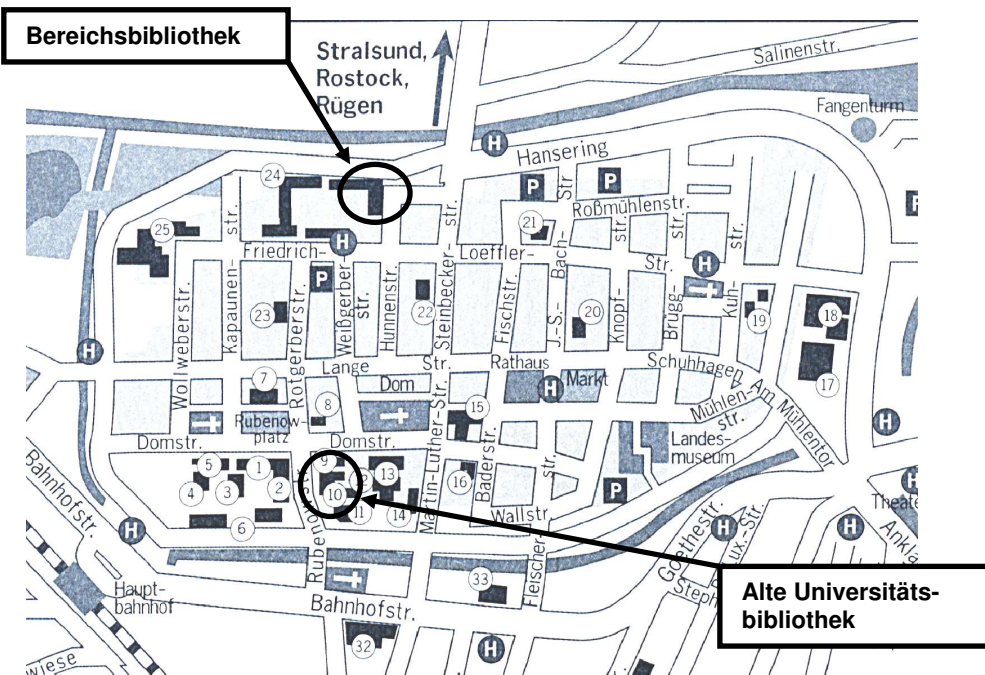 Bereichsbibliothek
Stralsund,
Rostock,
Rügen
Salinenstr.
Fangenturm
H
Hansering
P
P
Str
24
Roßmühlenstr.
25
21
str.
H
Friedrich-
Loeffler-
Str.
H
Bach-
str.
str.
str.
P
Wollweberstr.
Kapaunen-
Rotgerberstr.
Weißgerber
str.
Hunnenstr.
Steinbecker-
str.
Fischstr.
J.-S.-
Knopf-
Brügg-
Kuh-
23
22
20
19
18
17
H
Lange
Str.
Rathaus
Schuhhagen
7
Dom
H
Markt
Am Mühlentor
Mühlen-
str.
8
15
Rubenow-
platz
Domstr.
Domstr.
Martin-Luther-Str.
Baderstr.
Landes-
museum
H
5
1
9
13
4
3
2
10
16
str.
P
H
11
14
Wallstr.
Theate
6
Bahnhofstr.
H
H
H
Goethestr.
Fleischer-
Haupt-
bahnhof
33
Bahnhofstr.
Alte Universitäts-
bibliothek
32
H
wiese